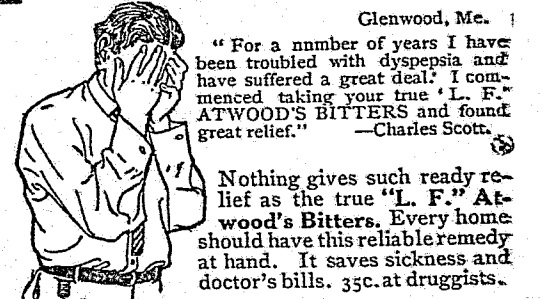 Glenwood, Me.
" For a nnmber of years I have
been troubled with dyspepsia and
have suffered a great deal. I com-
menced taking your true ' L. F."
ATWOOD'S BITTERS and found
great relief." —Charles Scott.
Nothing gives such ready re-
lief as the true "L. F." At-
wood's Bitters. Every home
should have this reliable remedy
at hand. It saves sickness and
doctor's bills. 35c. at druggists.